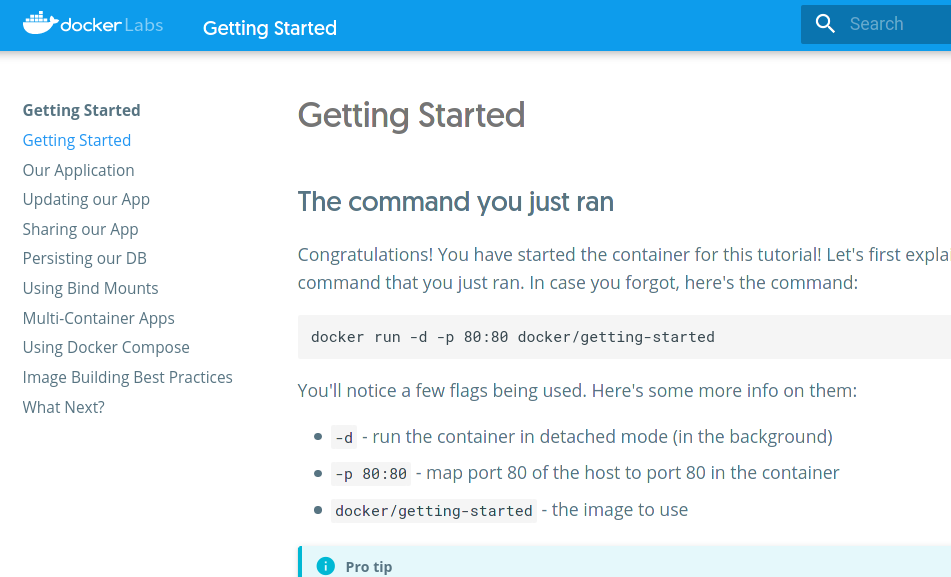 docker Labs
Getting Started
Search
Getting Started
Getting Started
Our Application
Updating our App
Sharing our App
Persisting our DB
Using Bind Mounts
Multi-Container Apps
Using Docker Compose
Image Building Best Practices
What Next?
Getting Started
The command you just ran
Congratulations! You have started the container for this tutorial! Let's first
command that you just ran. In case you forgot, here's the command:
docker run -d -p 80:80 docker/getting-started
You'll notice a few flags being used. Here's some more info on them:
• -d - run the container in detached mode (in the background)
• -p 80:80 - map port 80 of the host to port 80 in the container
• docker/getting-started - the image to use
Pro tip